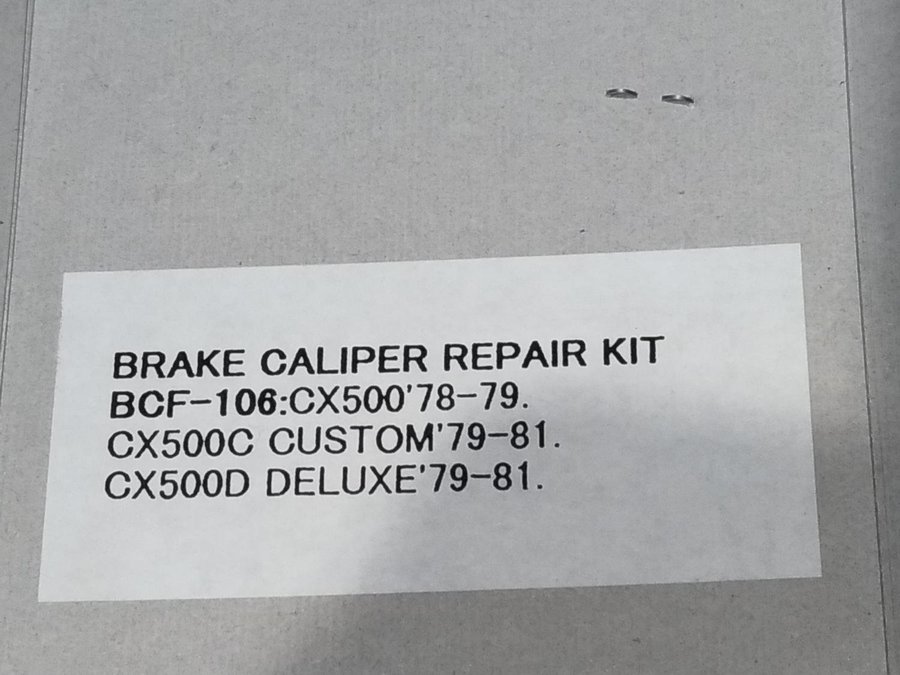 BRAKE CALIPER REPAIR KIT
BCF-106:CX500'78-79.
CX500C CUSTOM'79-81.
CX500D DELUXE'79-81.